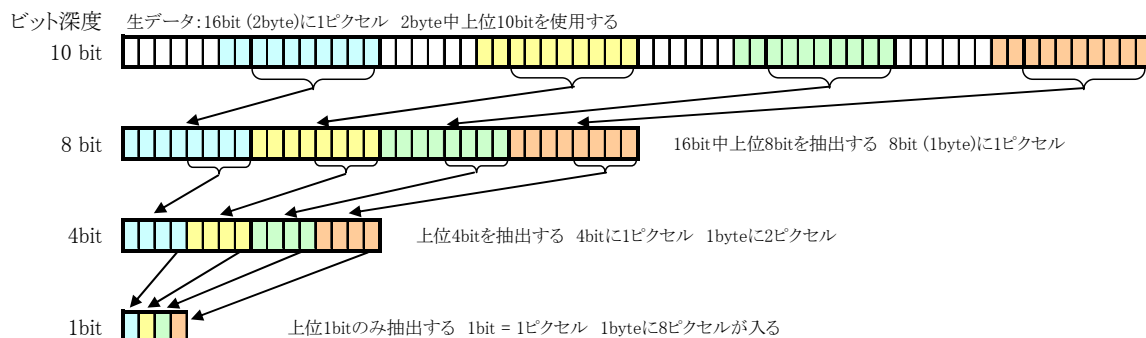 ビット深度 生データ:16bit (2byte)に1ピクセル 2byte中上位10bitを使用する
10 bit
8 bit 16bit中上位8bitを抽出する 8bit (1byte)に1ピクセル
4bit 上位4bitを抽出する 4bitに1ピクセル 1byteに2ピクセル
1bit 上位1bitのみ抽出する 1bit = 1ピクセル 1byteに8ピクセルが入る